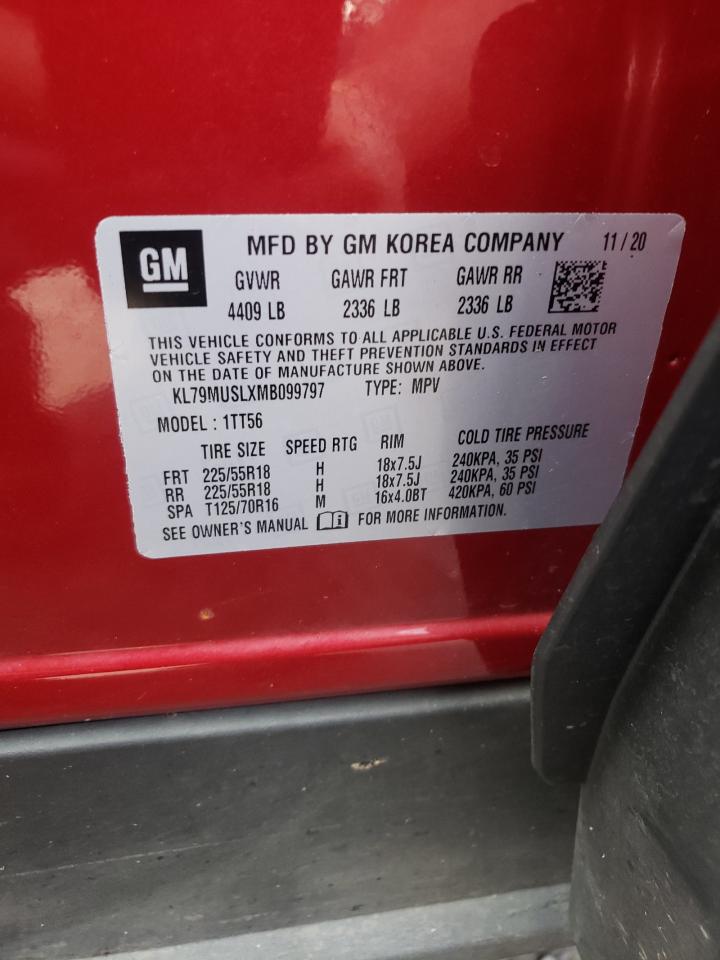 GM
MFD BY GM KOREA COMPANY 11/20
GVWR GAWR FRT GAWR RR
4409 LB 2336 LB 2336 LB
THIS VEHICLE CONFORMS TO ALL APPLICABLE U.S. FEDERAL MOTOR
VEHICLE SAFETY AND THEFT PREVENTION STANDARDS IN EFFECT
ON THE DATE OF MANUFACTURE SHOWN ABOVE.
KL79MUSLXMB099797 TYPE: MPV
MODEL : 1TT56
TIRE SIZE SPEED RTG RIM COLD TIRE PRESSURE
FRT 225/55R18 H 18x7.5J 240KPA, 35 PSI
RR 225/55R18 H 18x7.5J 240KPA, 35 PSI
SPA T125/70R16 M 16x4.0BT 420KPA, 60 PSI
SEE OWNER'S MANUAL FOR MORE INFORMATION.